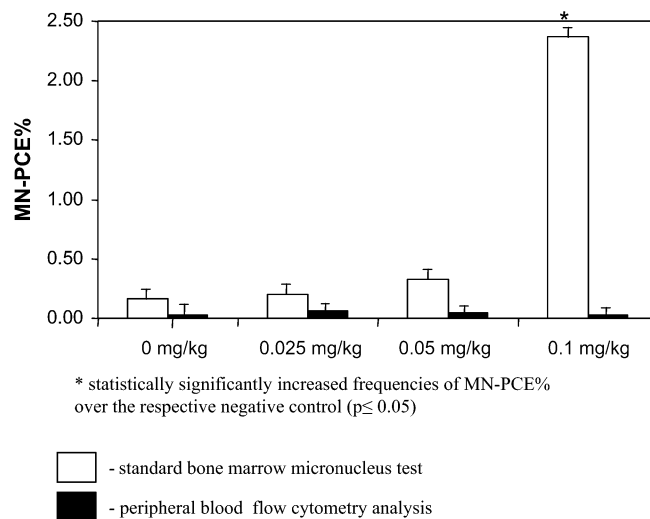 *
2.50
2.00
1.50
1.00
0.50
0.00
MN-PCE%
0 mg/kg 0.025 mg/kg 0.05 mg/kg 0.1 mg/kg
* statistically significantly increased frequencies of MN-PCE%
over the respective negative control (p≤ 0.05)
- standard bone marrow micronucleus test
- peripheral blood flow cytometry analysis